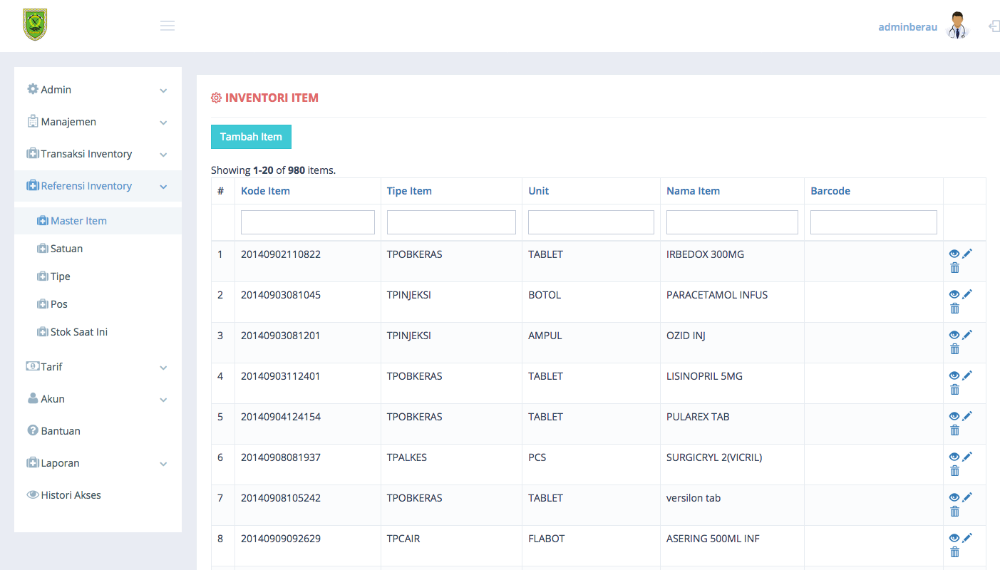 adminberau
Admin
Manajemen
Transaksi Inventory
Referensi Inventory
Master Item
Satuan
Tipe
Pos
Stok Saat Ini
Tarif
Akun
Bantuan
Laporan
Histori Akses
INVENTORI ITEM
Tambah Item
Showing 1-20 of 980 items.
# Kode Item Tipe Item Unit Nama Item Barcode
1 20140902110822 TPOBKERAS TABLET IRBEDOX 300MG
2 20140903081045 TPINJEKSI BOTOL PARACETAMOL INFUS
3 20140903081201 TPINJEKSI AMPUL OZID INJ
4 20140903112401 TPOBKERAS TABLET LISINOPRIL 5MG
5 20140904124154 TPOBKERAS TABLET PULAREX TAB
6 20140908081937 TPALKES PCS SURGICRYL 2(VICRIL)
7 20140908105242 TPOBKERAS TABLET versilon tab
8 20140909092629 TPCAIR FLABOT ASERING 500ML INF